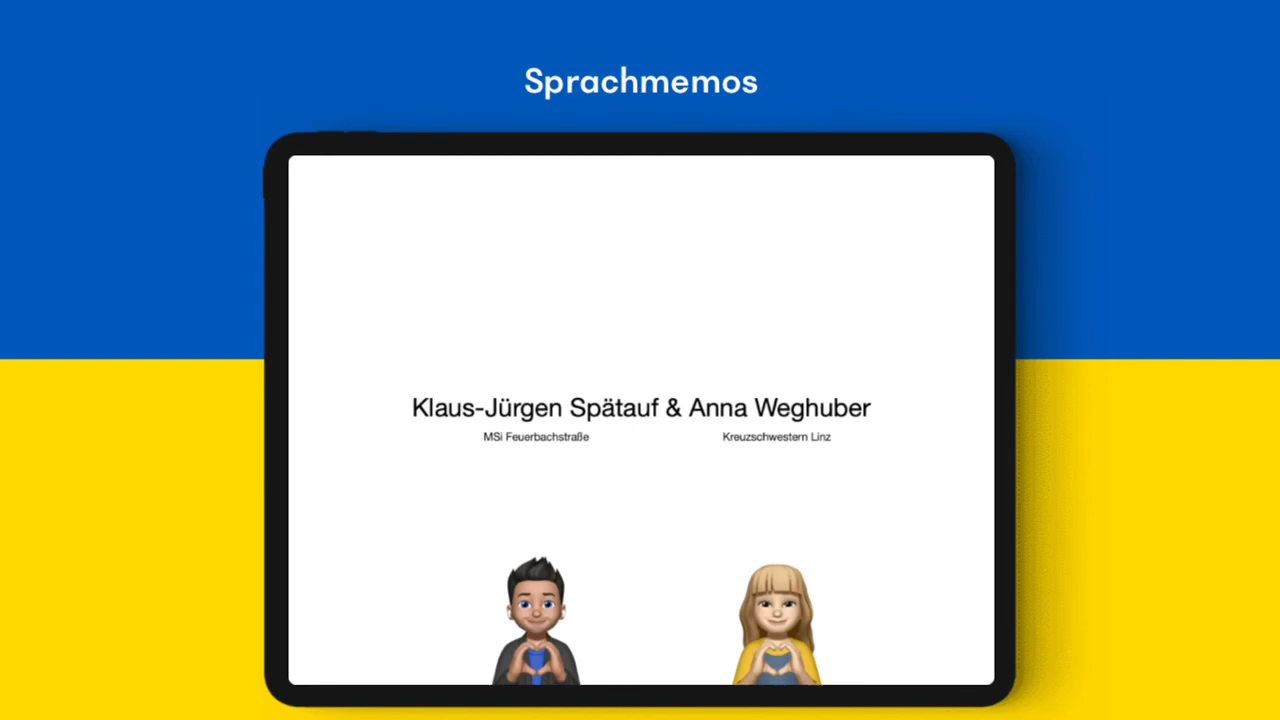 Sprachmemos
Klaus-Jürgen Spätauf & Anna Weghuber
MSi Feuerbachstraße Kreuzschwestern Linz